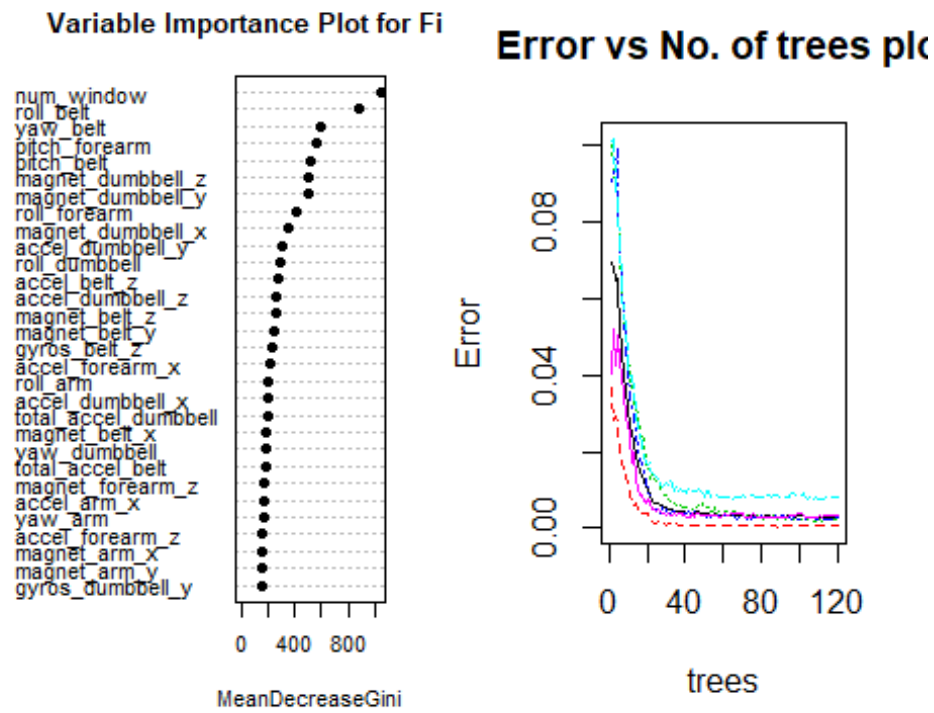 Variable Importance Plot for Fi
num_window
roll_belt
yaw_belt
pitch_forearm
pitch_belt
magnet_dumbbell_z
magnet_dumbbell_y
roll_forearm
magnet_dumbbell_x
accel_dumbbell_y
roll_dumbbell
accel_belt_z
accel_dumbbell_z
magnet_belt_z
magnet_belt_y
gyros_belt_z
accel_forearm_x
roll_arm
accel_dumbbell_x
total_accel_dumbbell
magnet_belt_x
yaw_dumbbell
total_accel_belt
magnet_forearm_z
accel_arm_x
yaw_arm
accel_forearm_z
magnet_arm_x
magnet_arm_y
gyros_dumbbell_y
0 400 800
MeanDecreaseGini
Error vs No. of trees plo
Error
0.08
0.04
0.00
0 40 80 120
trees